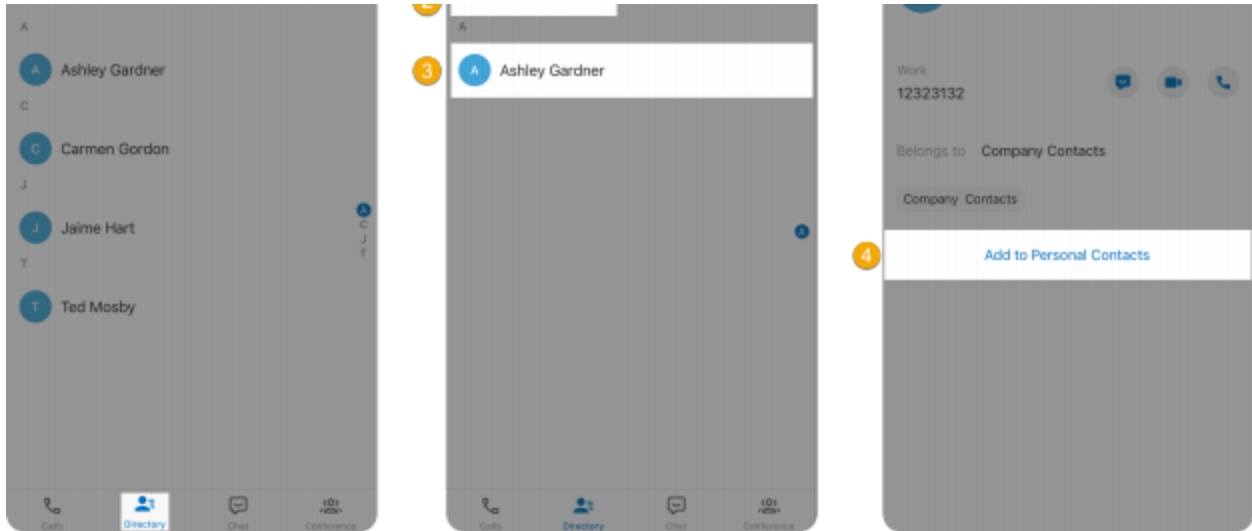 A
A Ashley Gardner
C
C Carmen Gordon
J
J Jaime Hart
T
T Ted Mosby
A
C
J
T
Calls Directory Chat Conference
2
A
3 A Ashley Gardner
A
Calls Directory Chat Conference
Work
12323132
Belongs to Company Contacts
Company Contacts
4 Add to Personal Contacts